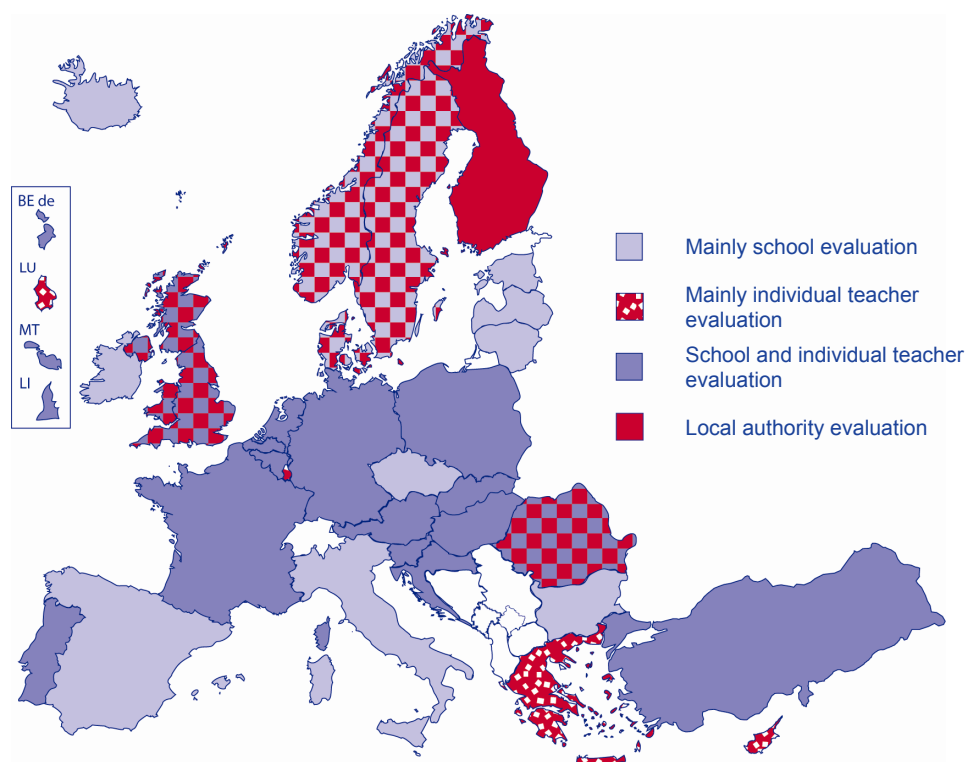 BE de
LU
MT
LI
Mainly school evaluation
Mainly individual teacher
evaluation
School and individual teacher
evaluation
Local authority evaluation